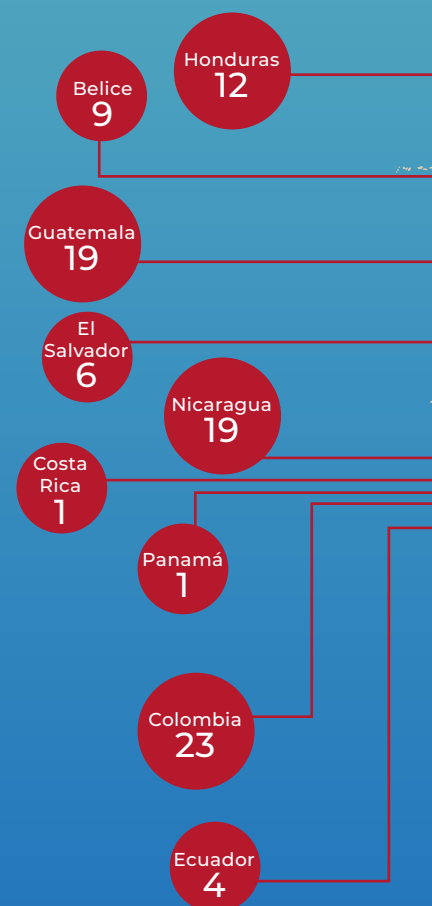 Honduras
12
Belice
9
Guatemala
19
El
Salvador
6
Nicaragua
19
Costa
Rica
1
Panamá
1
Colombia
23
Ecuador
4